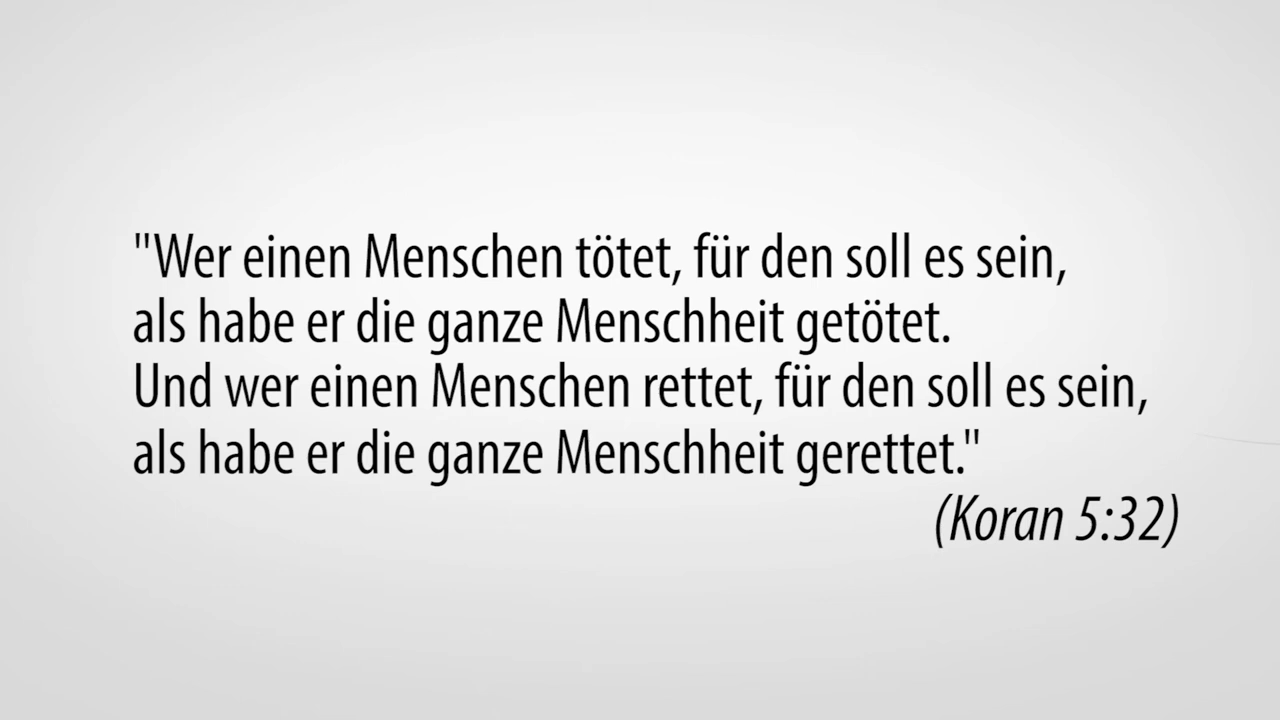 "Wer einen Menschen tötet, für den soll es sein,
als habe er die ganze Menschheit getötet.
Und wer einen Menschen rettet, für den soll es sein,
als habe er die ganze Menschheit gerettet."
(Koran 5:32)